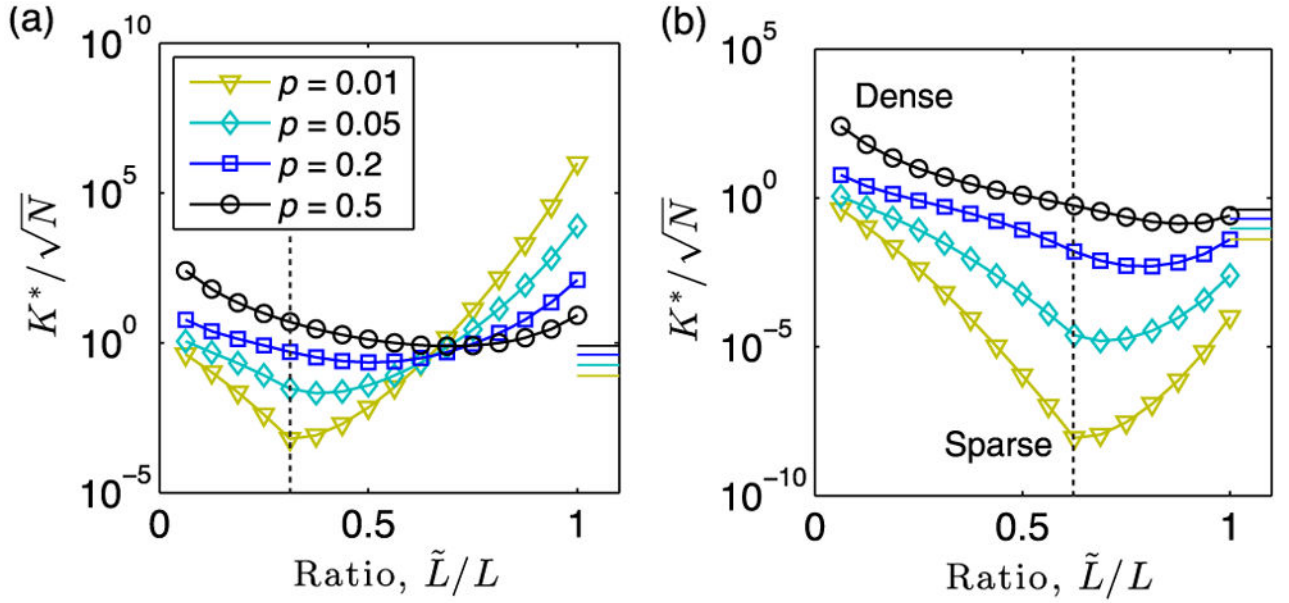 (a)
10^10
10^5
10^0
10^−5
K*/√N
p = 0.01
p = 0.05
p = 0.2
p = 0.5
0
0.5
1
Ratio, L̃/L
(b)
10^5
10^0
10^−5
10^−10
K*/√N
Dense
Sparse
0
0.5
1
Ratio, L̃/L